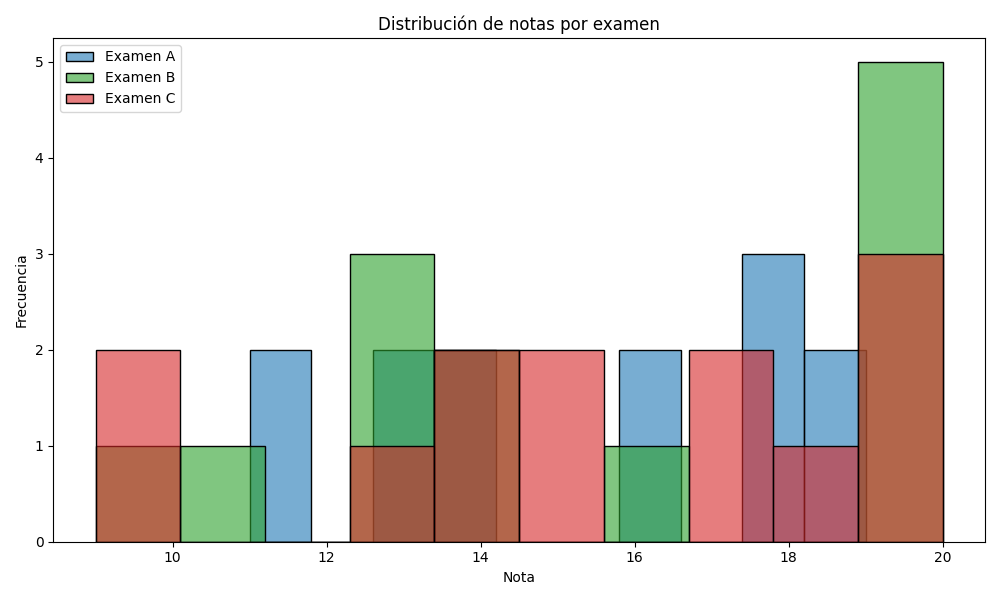 Distribución de notas por examen
Examen A
Examen B
Examen C
Frecuencia
5
4
3
2
1
0
10 12 14 16 18 20
Nota